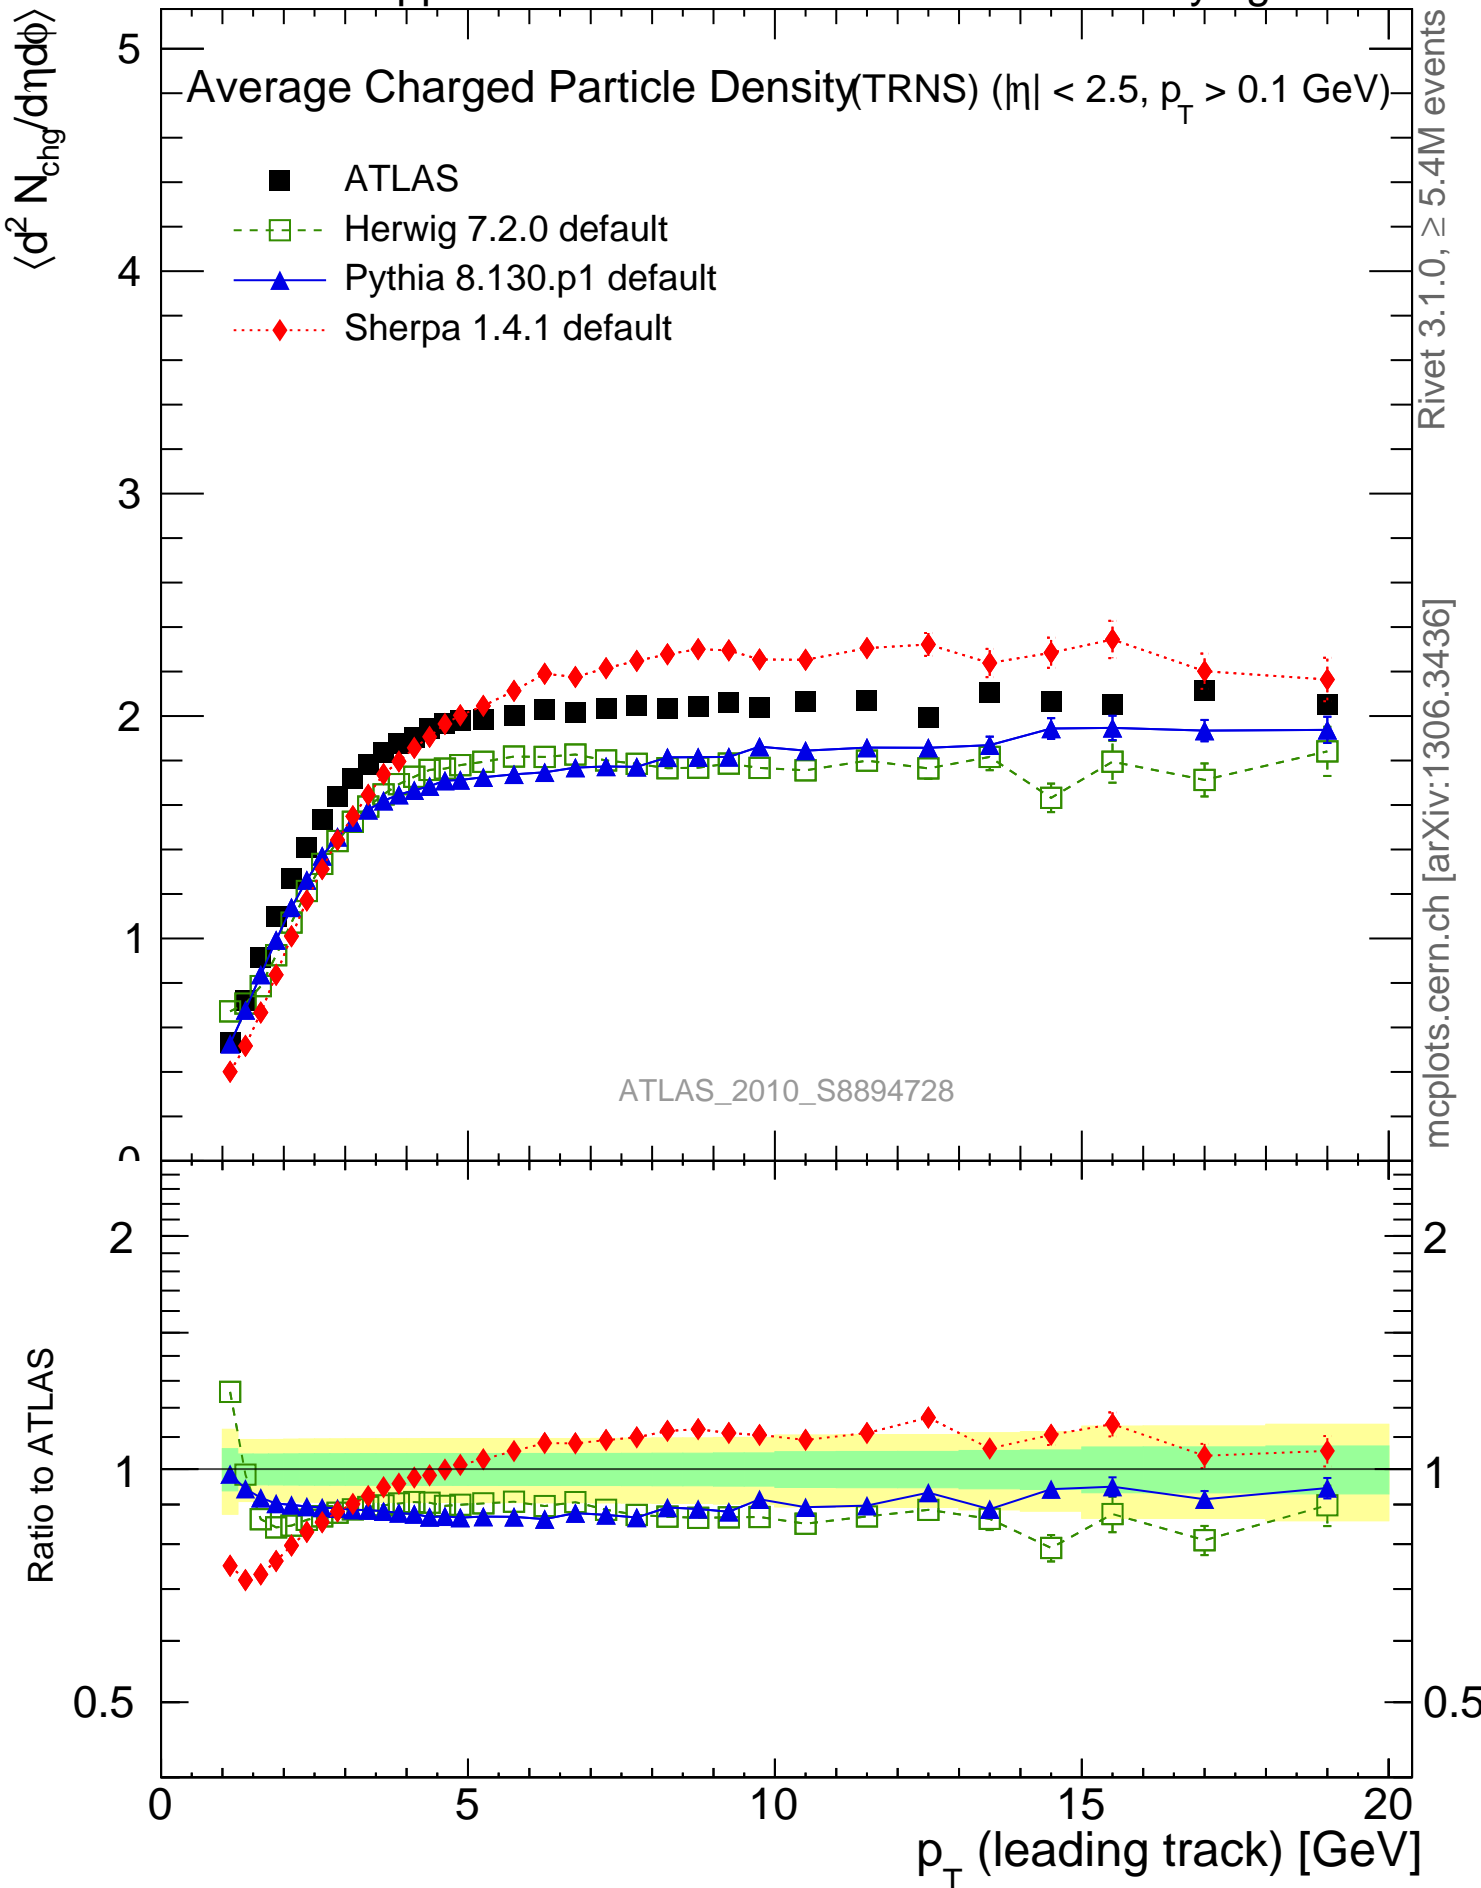 5
Average Charged Particle Density(TRNS) (|η| < 2.5, p_T > 0.1 GeV)
⟨d² N_chg/dηdϕ⟩
ATLAS
Herwig 7.2.0 default
Pythia 8.130.p1 default
Sherpa 1.4.1 default
4
3
2
1
0
ATLAS_2010_S8894728
Rivet 3.1.0, ≥ 5.4M events
mcplots.cern.ch [arXiv:1306.3436]
Ratio to ATLAS
2
2
1
1
0.5
0.5
0 5 10 15 20
p_T (leading track) [GeV]